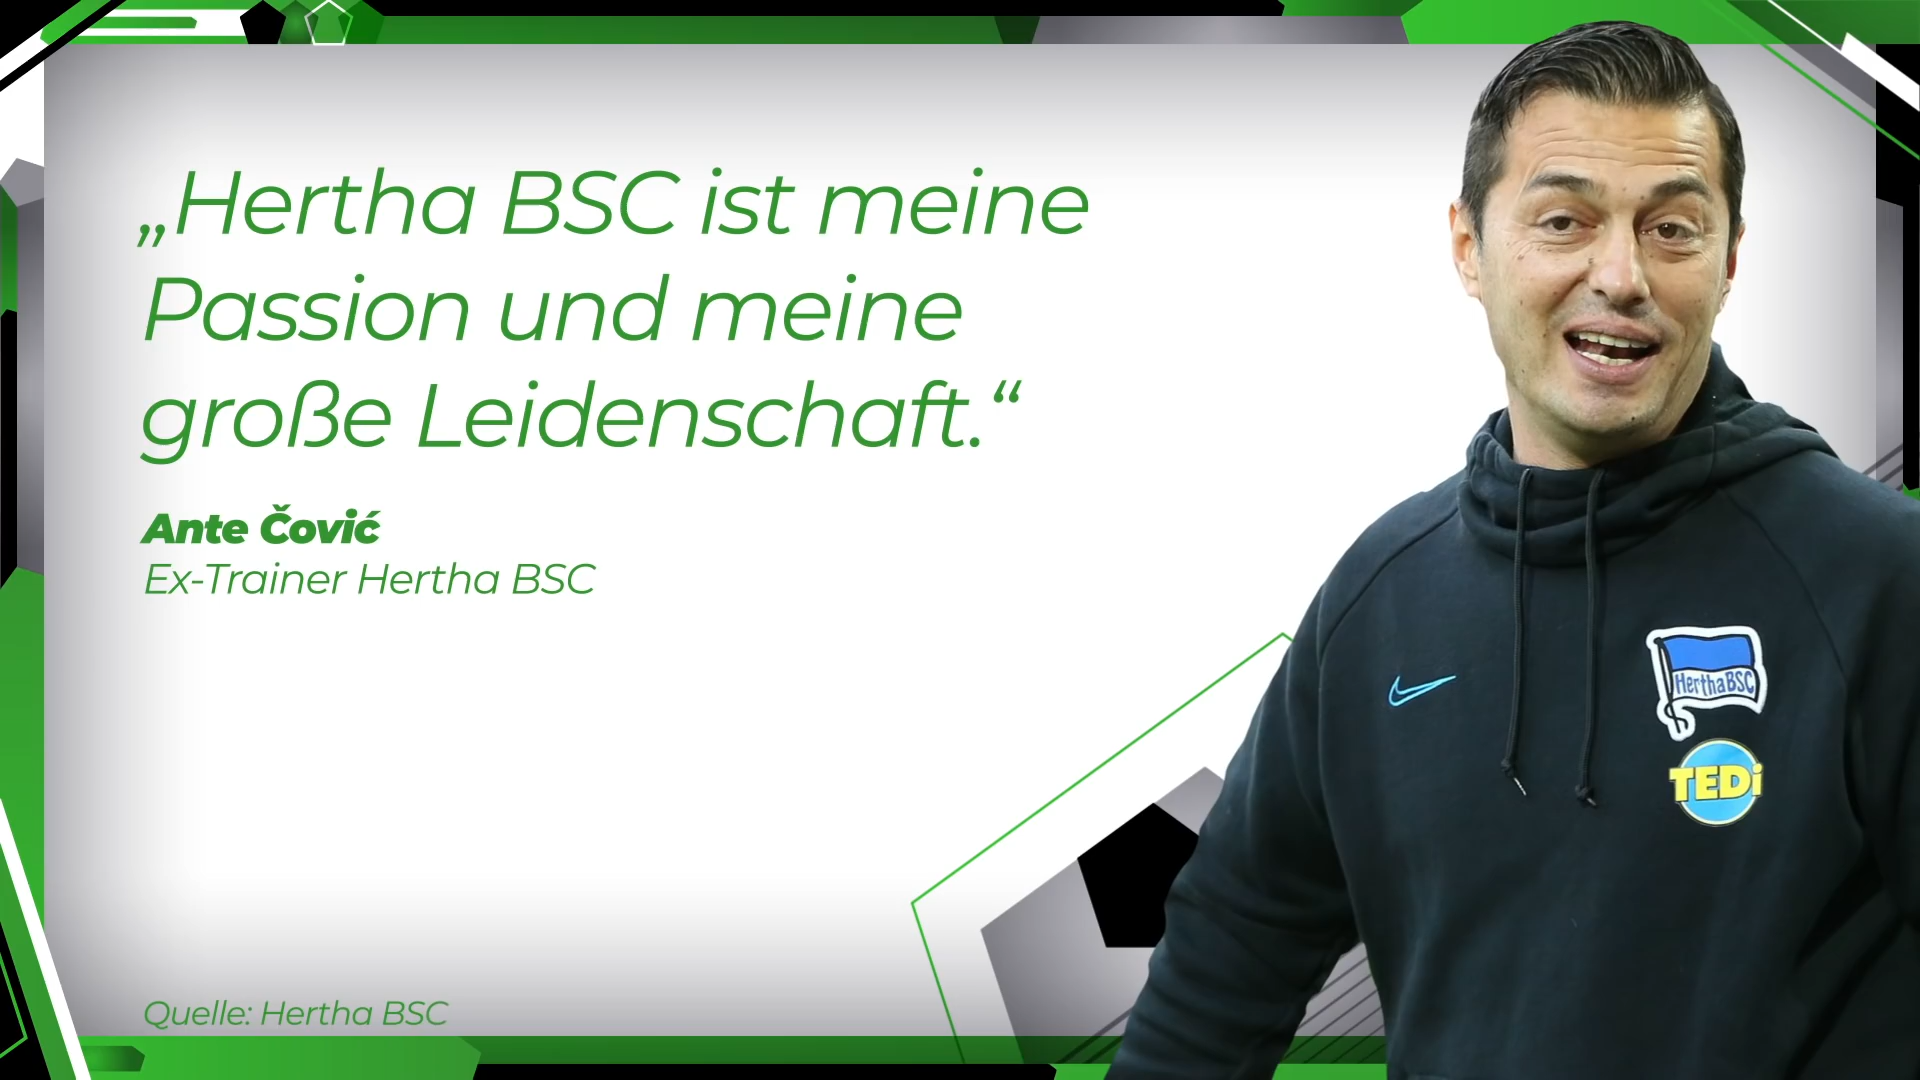 „Hertha BSC ist meine
Passion und meine
große Leidenschaft.“
Ante Čović
Ex-Trainer Hertha BSC
HerthaBSC
TEDi
Quelle: Hertha BSC